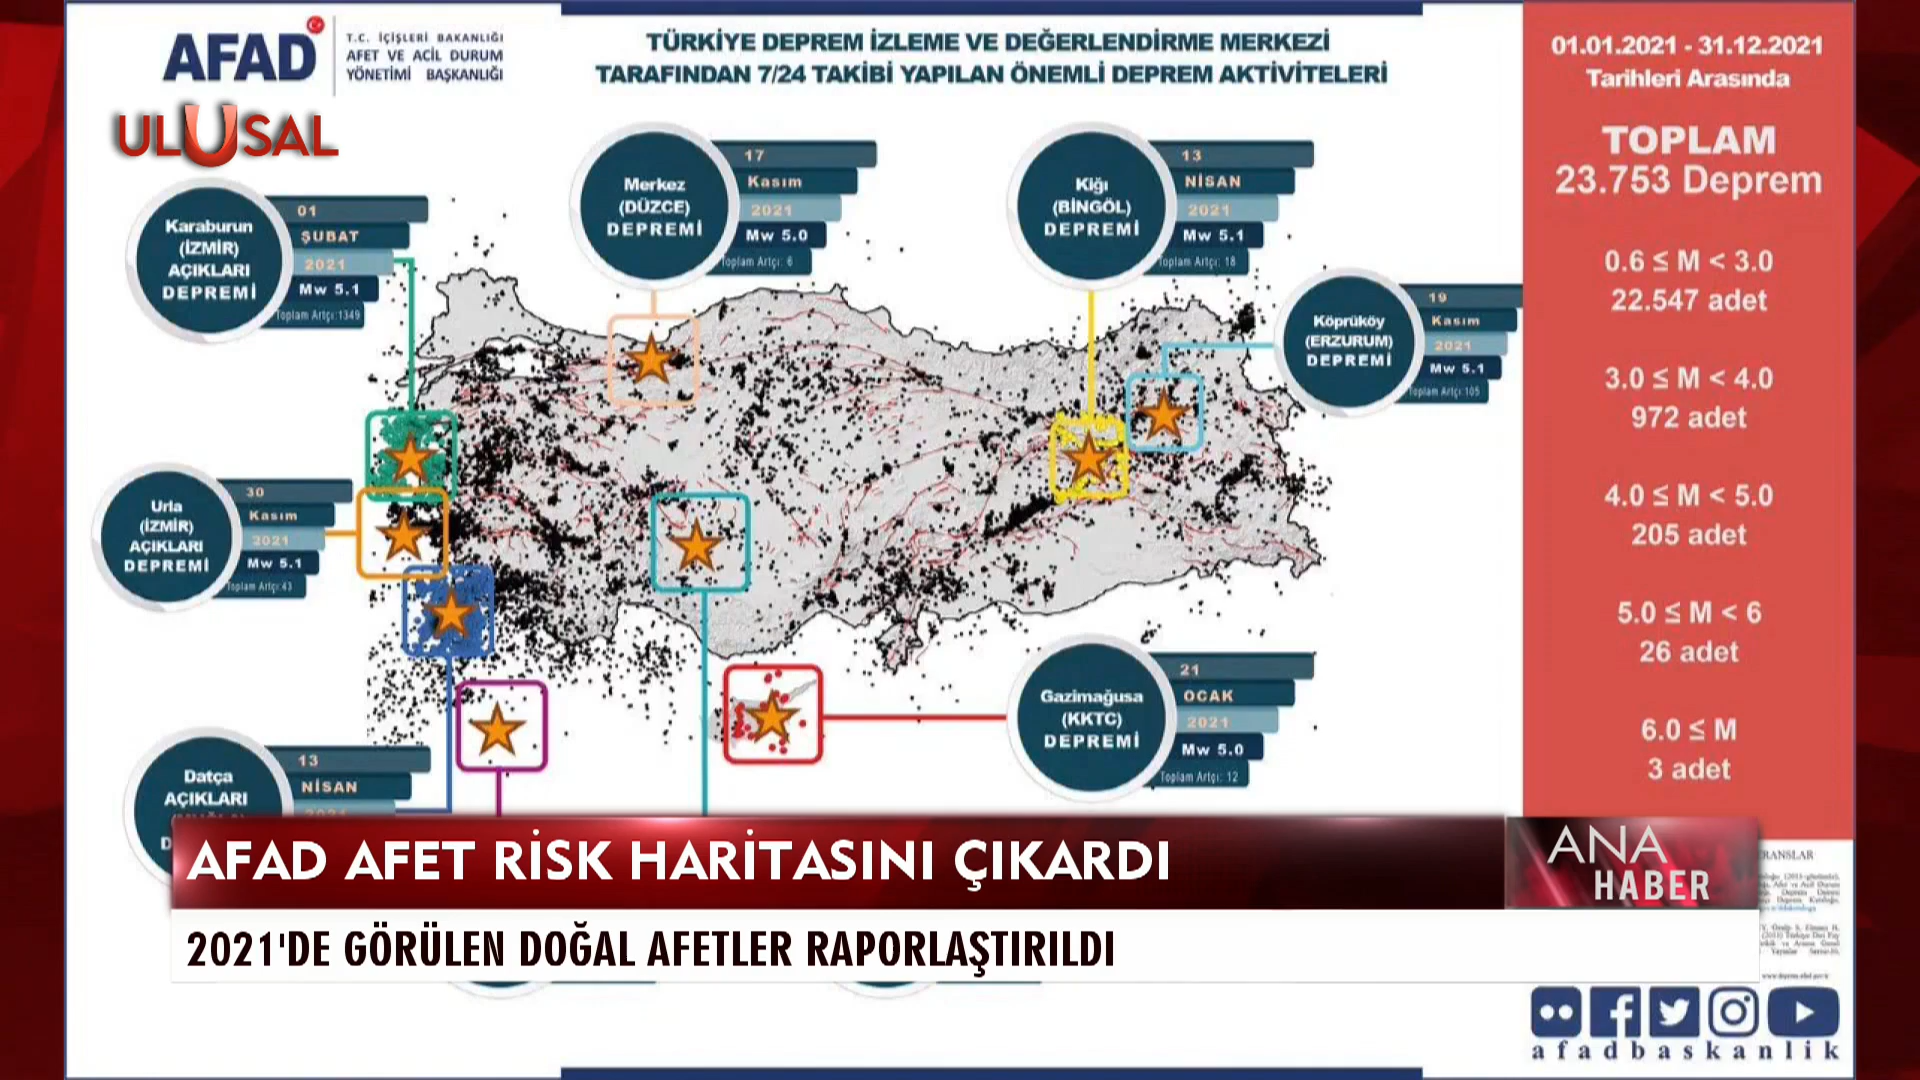 AFAD
T.C. İÇİŞLERİ BAKANLIĞI
AFET VE ACİL DURUM
YÖNETİMİ BAŞKANLIĞI
TÜRKİYE DEPREM İZLEME VE DEĞERLENDİRME MERKEZİ
TARAFINDAN 7/24 TAKİBİ YAPILAN ÖNEMLİ DEPREM AKTİVİTELERİ
ULUSAL
Karaburun
(İZMİR)
AÇIKLARI
DEPREMİ
01
ŞUBAT
2021
Mw 5.1
Toplam Artçı:1349
Merkez
(DÜZCE)
DEPREMİ
17
Kasım
2021
Mw 5.0
Toplam Artçı: 6
Kiğı
(BİNGÖL)
DEPREMİ
13
NİSAN
2021
Mw 5.1
Toplam Artçı: 18
Köprüköy
(ERZURUM)
DEPREMİ
19
Kasım
2021
Mw 5.1
Toplam Artçı:105
Urla
(İZMİR)
AÇIKLARI
DEPREMİ
30
Kasım
2021
Mw 5.1
Toplam Artçı:43
Gazimağusa
(KKTC)
DEPREMİ
21
OCAK
2021
Mw 5.0
Toplam Artçı: 12
Datça
AÇIKLARI
13
NİSAN
2021
01.01.2021 - 31.12.2021
Tarihleri Arasında
TOPLAM
23.753 Deprem
0.6 ≤ M < 3.0
22.547 adet
3.0 ≤ M < 4.0
972 adet
4.0 ≤ M < 5.0
205 adet
5.0 ≤ M < 6
26 adet
6.0 ≤ M
3 adet
AFAD AFET RİSK HARİTASINI ÇIKARDI
ANA
HABER
2021'DE GÖRÜLEN DOĞAL AFETLER RAPORLAŞTIRILDI
afadbaskanlik